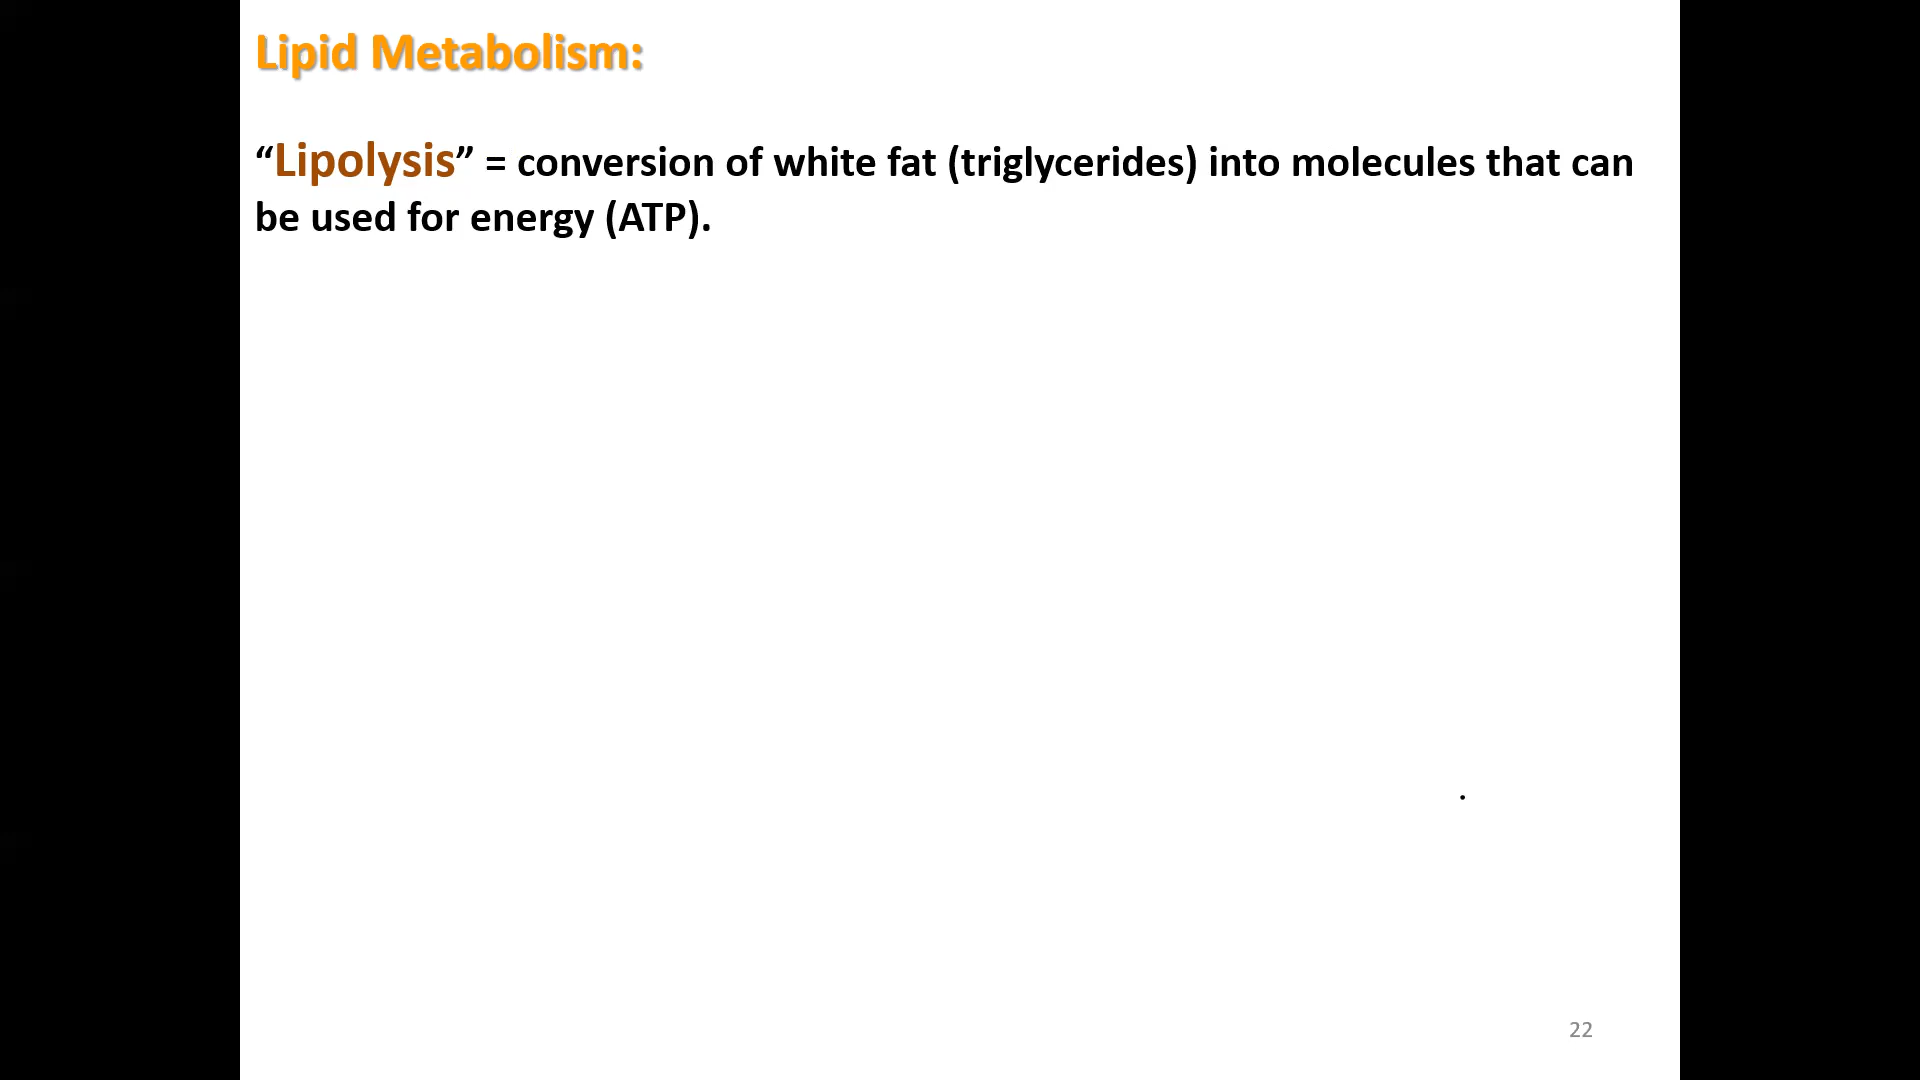 Lipid Metabolism:
“Lipolysis” = conversion of white fat (triglycerides) into molecules that can
be used for energy (ATP).
.
22